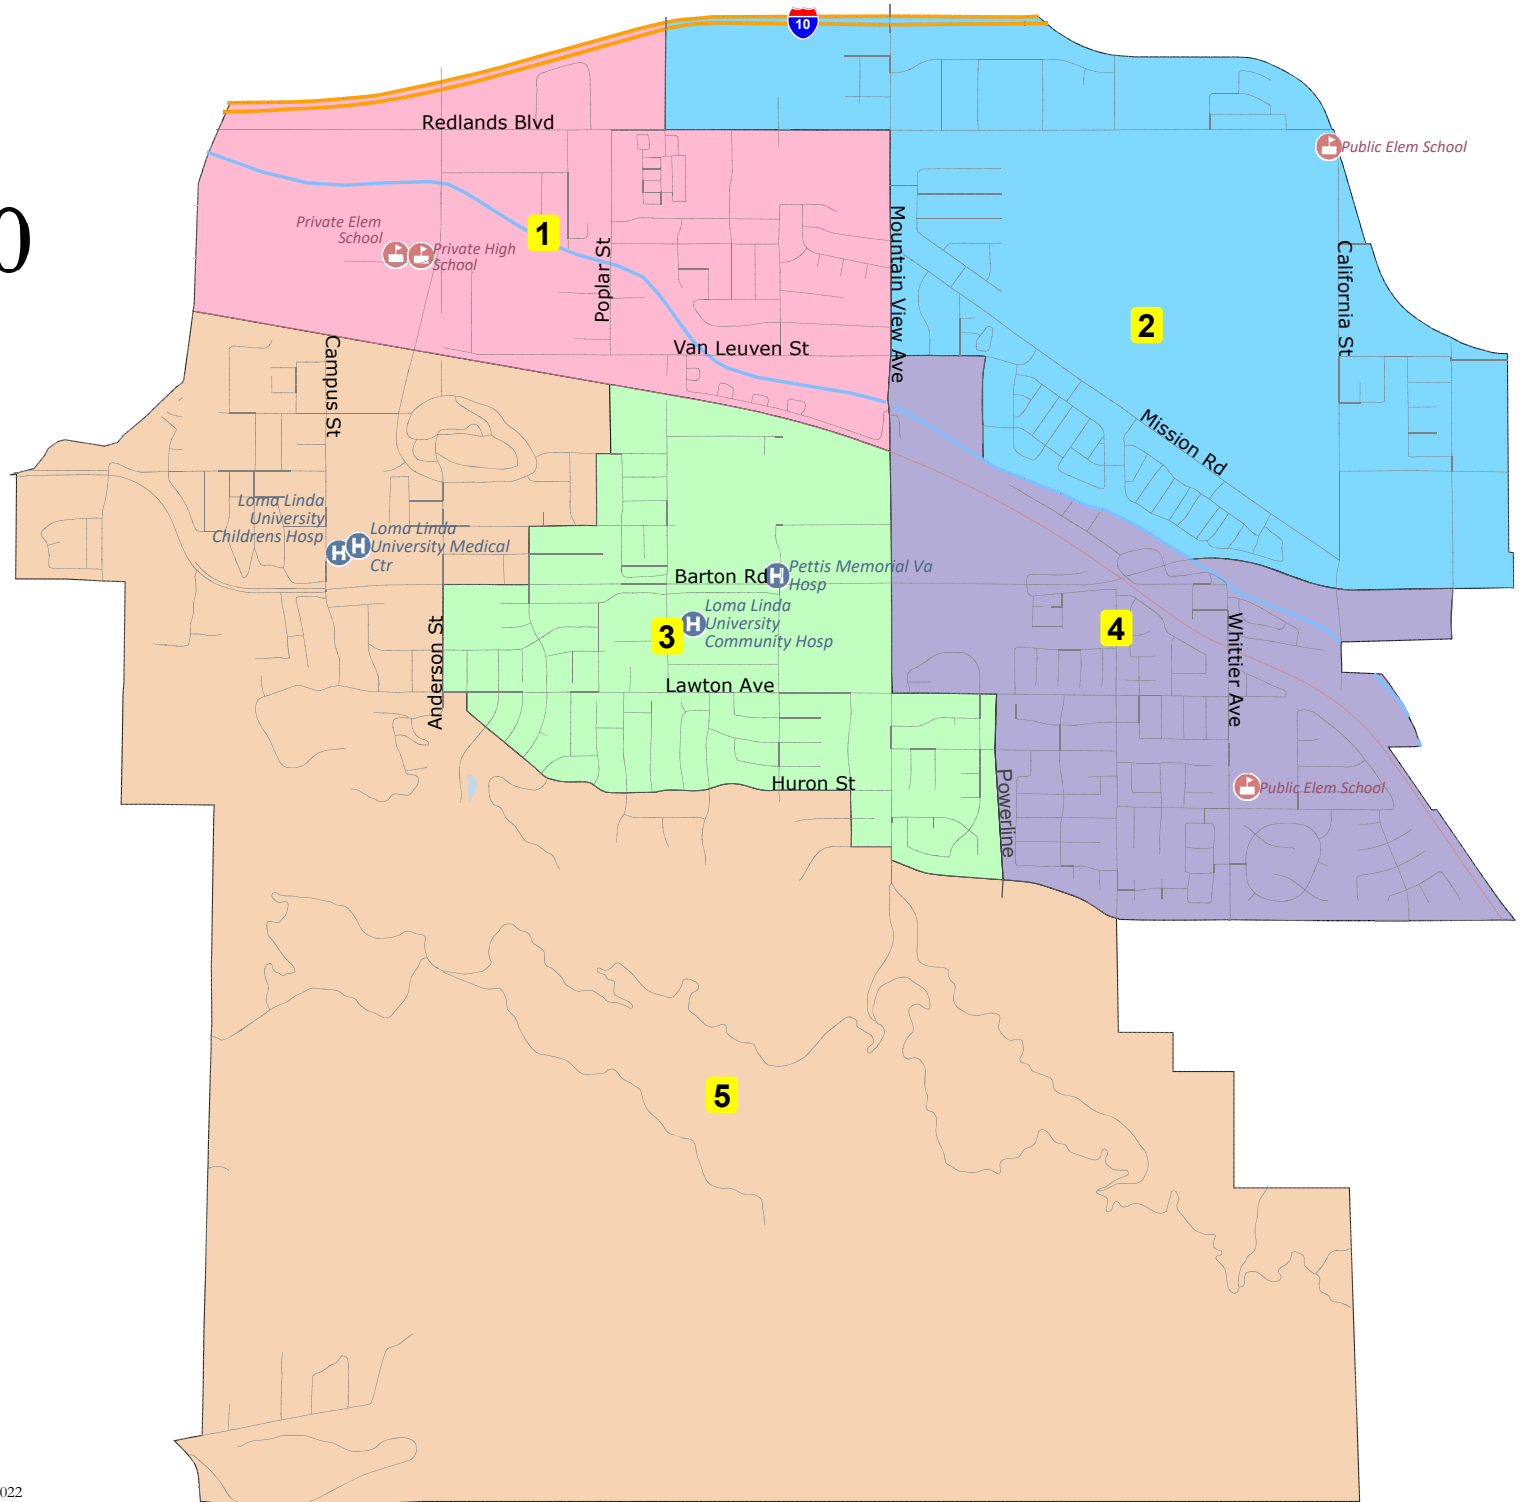 10
Redlands Blvd
Public Elem School
0
Private Elem
School
Private High
School
1
Poplar St
Mountain View Ave
California St
2
Van Leuven St
Campus St
Mission Rd
Loma Linda
University
Childrens Hosp
Loma Linda
University Medical
Ctr
Barton Rd
Pettis Memorial Va
Hosp
Loma Linda
University
Community Hosp
3
4
Anderson St
Whittier Ave
Lawton Ave
Huron St
Powerline
Public Elem School
5
022